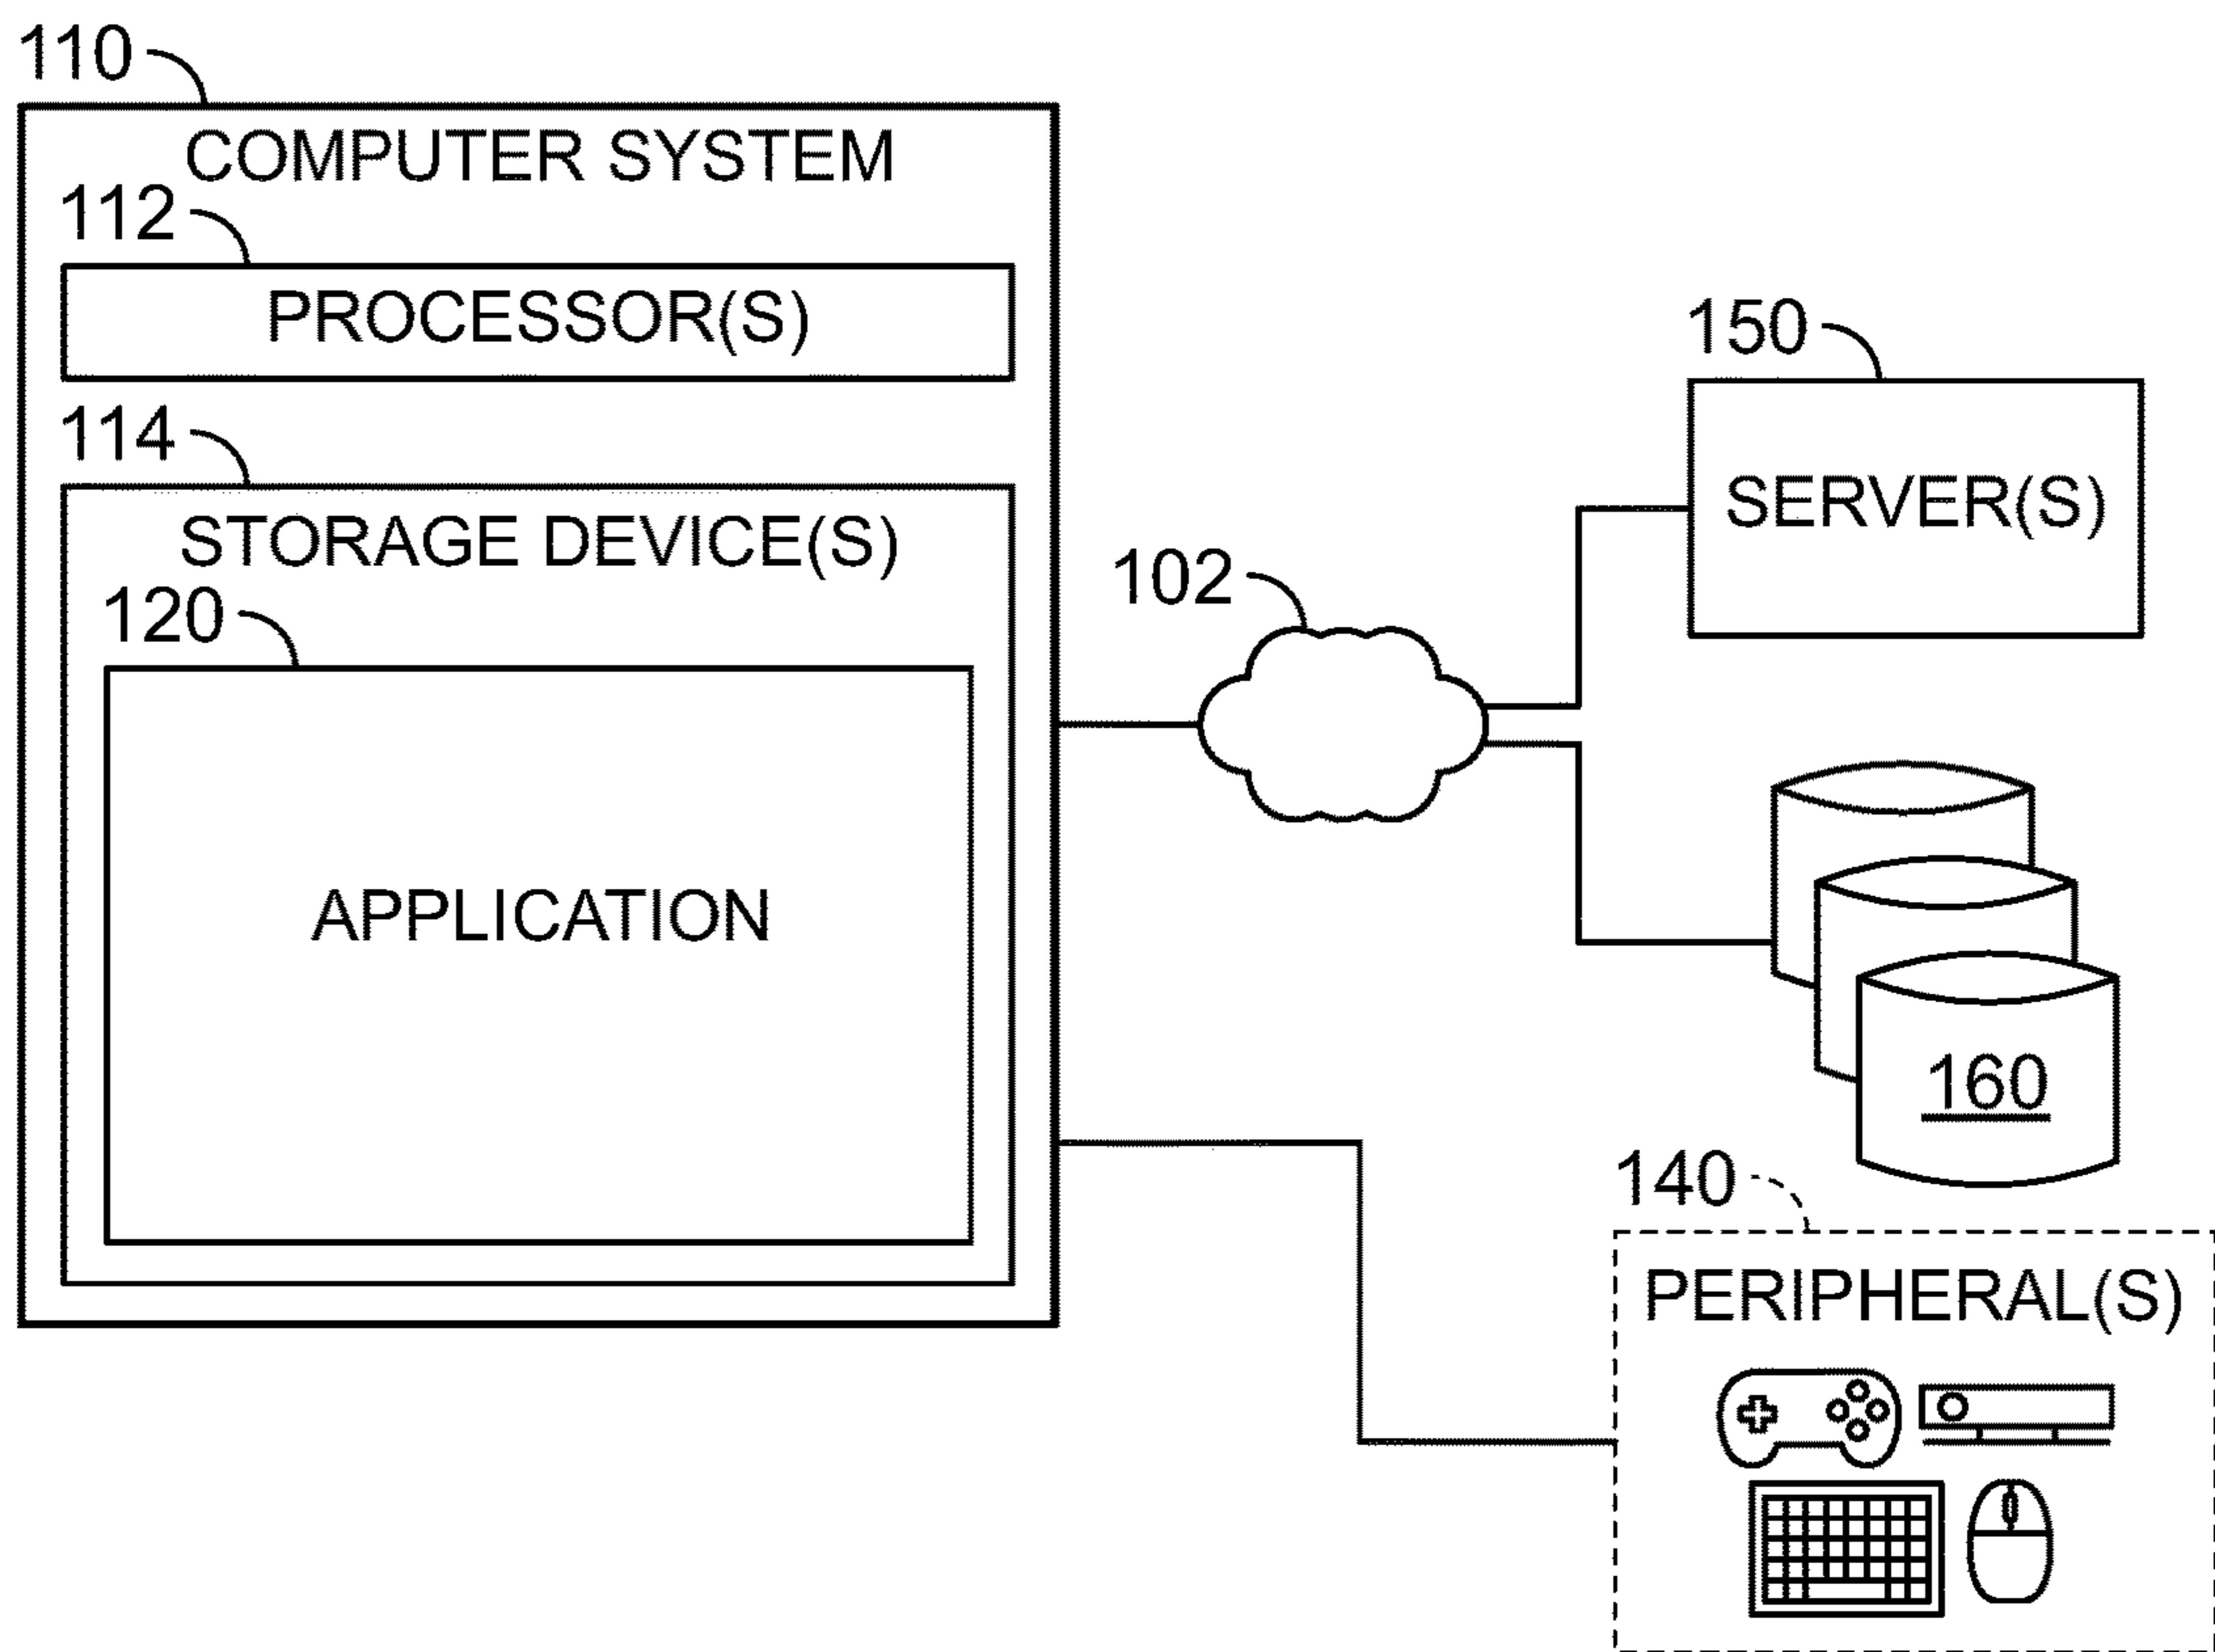 110
COMPUTER SYSTEM
112
PROCESSOR(S)
114
STORAGE DEVICE(S)
120
APPLICATION
102
150
SERVER(S)
160
140
PERIPHERAL(S)